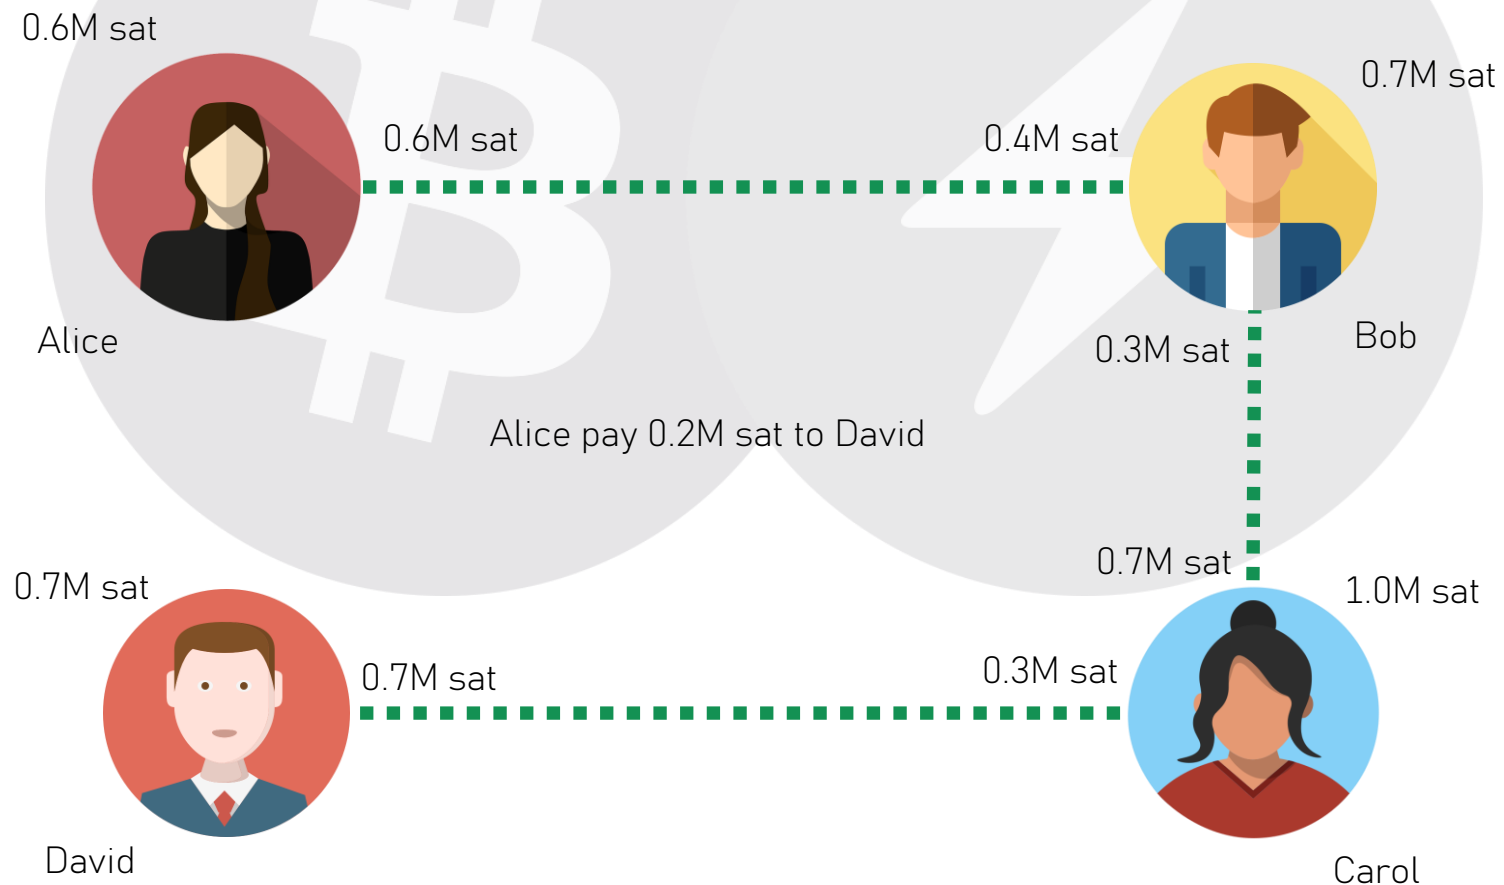 0.6M sat
0.7M sat
0.6M sat
0.4M sat
Alice
Bob
0.3M sat
Alice pay 0.2M sat to David
0.7M sat
0.7M sat
1.0M sat
0.7M sat
0.3M sat
David
Carol